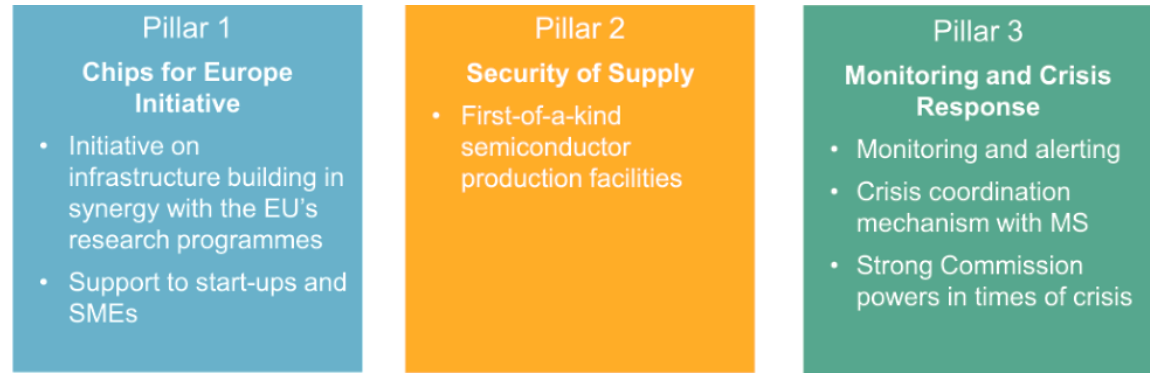 Pillar 1
Chips for Europe
Initiative
• Initiative on
infrastructure building in
synergy with the EU’s
research programmes
• Support to start-ups and
SMEs
Pillar 2
Security of Supply
• First-of-a-kind
semiconductor
production facilities
Pillar 3
Monitoring and Crisis
Response
• Monitoring and alerting
• Crisis coordination
mechanism with MS
• Strong Commission
powers in times of crisis